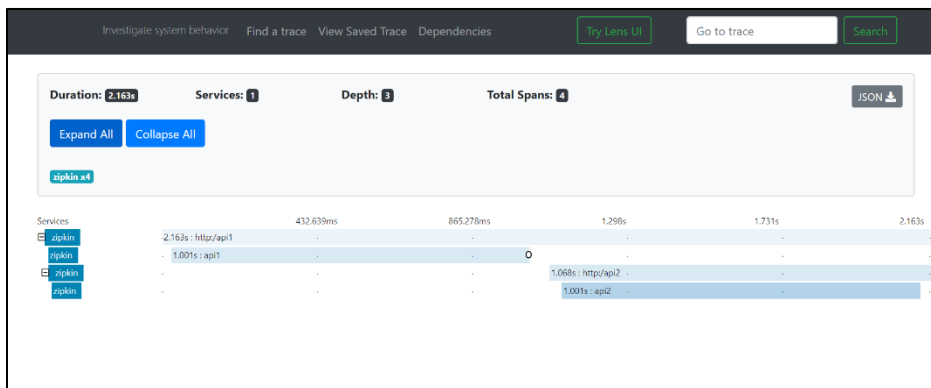 Investigate system behavior Find a trace View Saved Trace Dependencies Try Lens UI Go to trace Search
Duration: 2.163s Services: 1 Depth: 3 Total Spans: 4 JSON
Expand All Collapse All
zipkin x4
Services 432.639ms 865.278ms 1.298s 1.731s 2.163s
zipkin 2.163s : http:/api1
zipkin 1.001s : api1
zipkin 1.068s : http:/api2
zipkin 1.001s : api2